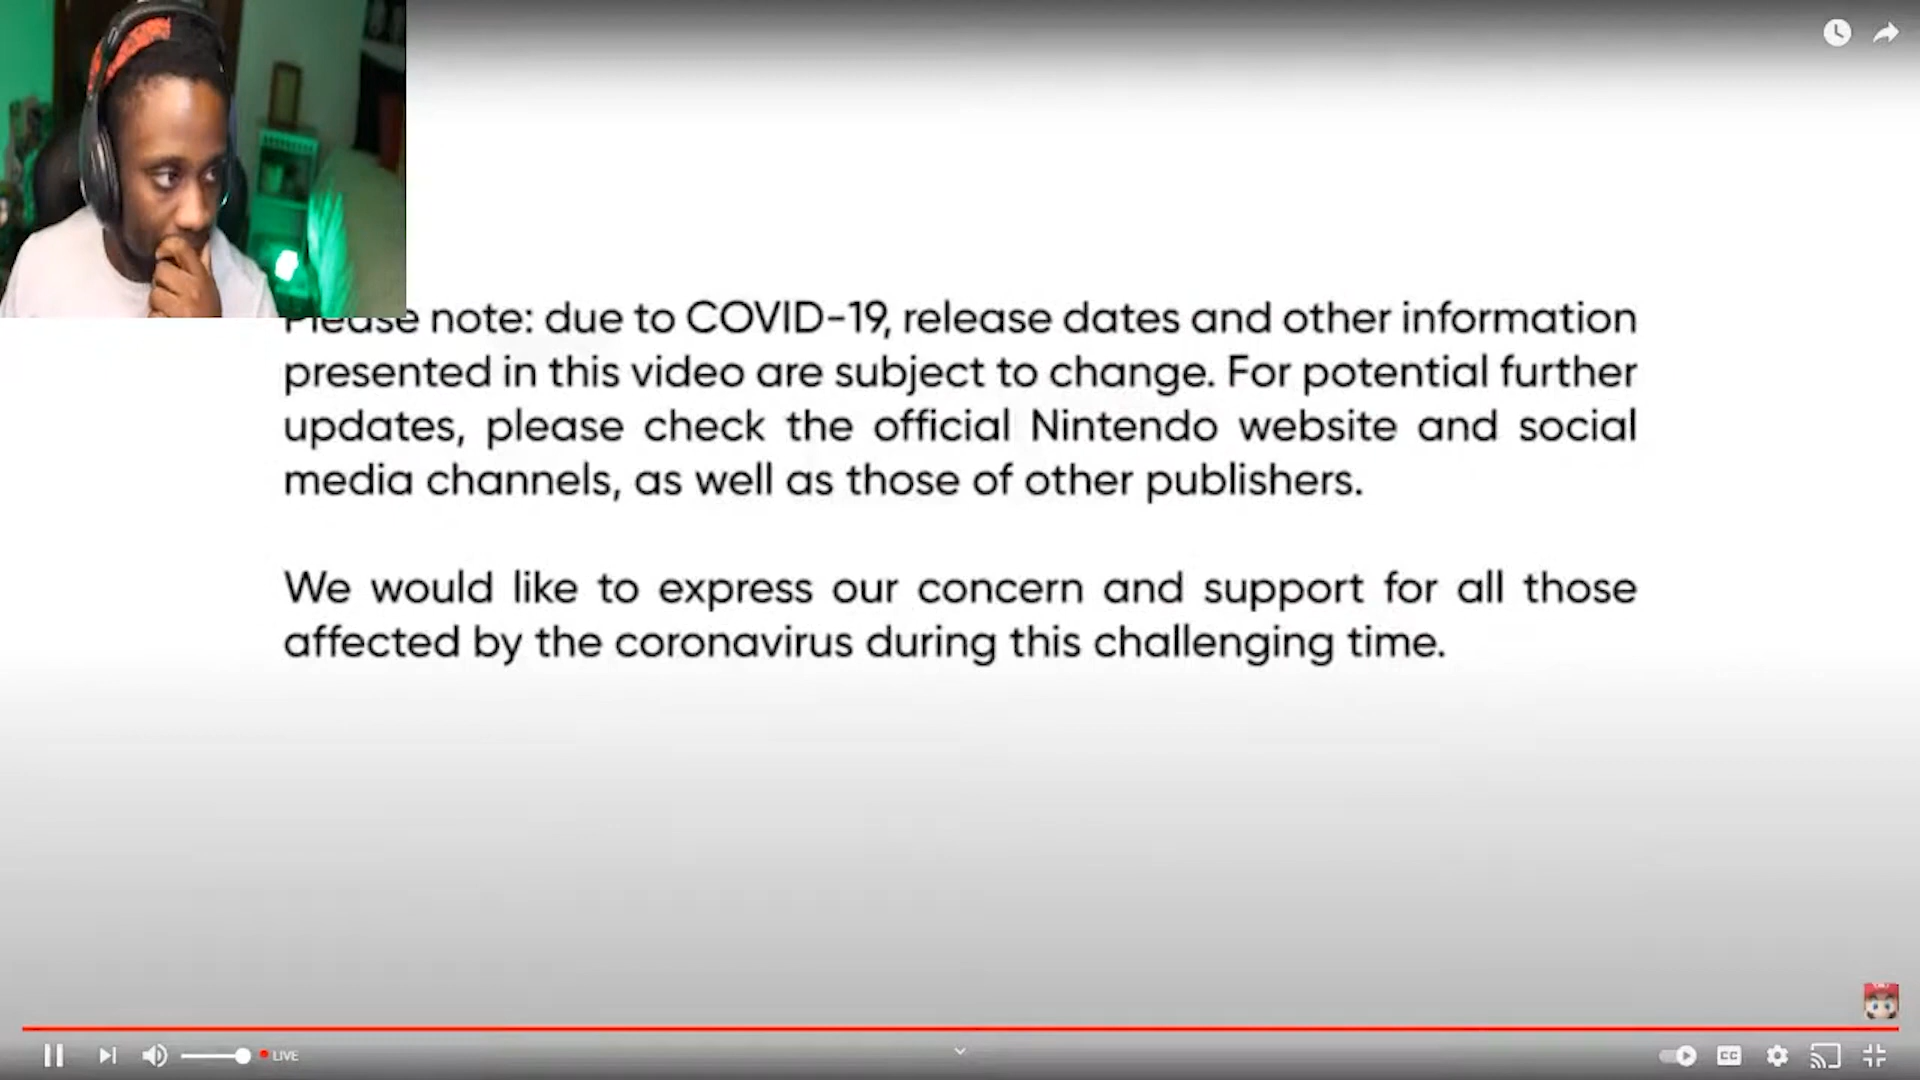 Please note: due to COVID-19, release dates and other information
presented in this video are subject to change. For potential further
updates, please check the official Nintendo website and social
media channels, as well as those of other publishers.
We would like to express our concern and support for all those
affected by the coronavirus during this challenging time.
LIVE
CC